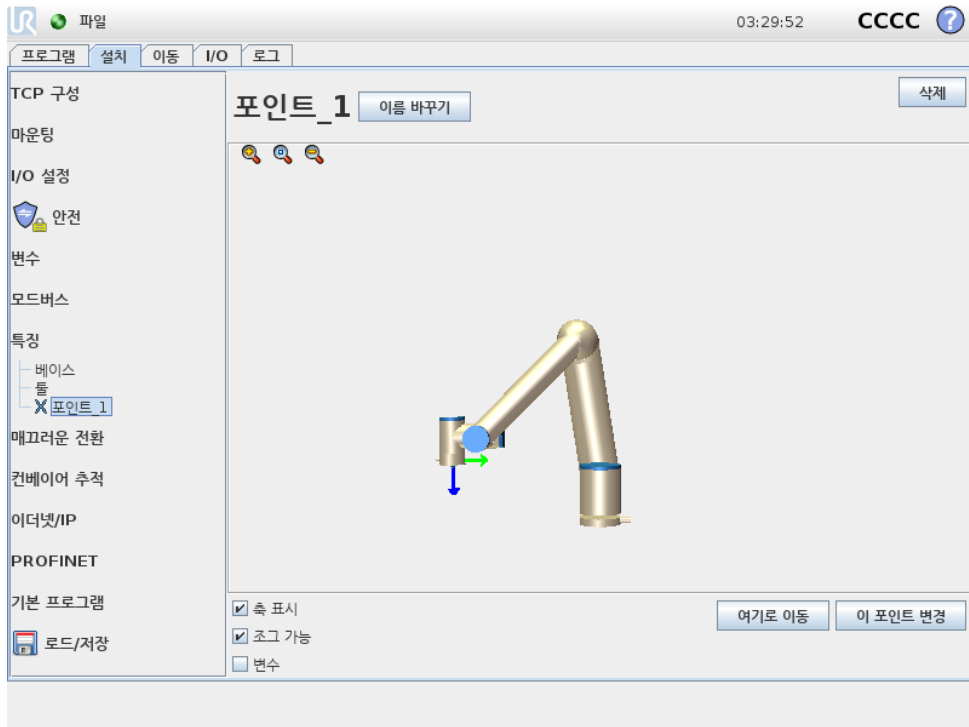 UR 파일 03:29:52 CCCC ?
프로그램 설치 이동 I/O 로그
TCP 구성
마운팅
I/O 설정
안전
변수
모드버스
특징
베이스
툴
포인트_1
매끄러운 전환
컨베이어 추적
이더넷/IP
PROFINET
기본 프로그램
로드/저장
포인트_1 이름 바꾸기 삭제
축 표시
조그 가능
변수
여기로 이동 이 포인트 변경